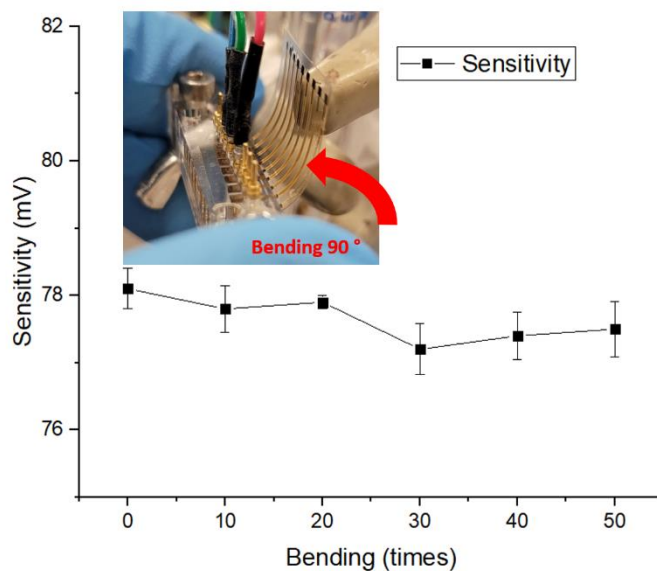 82
80
78
76
Sensitivity (mV)
Sensitivity
Bending 90 °
0 10 20 30 40 50
Bending (times)